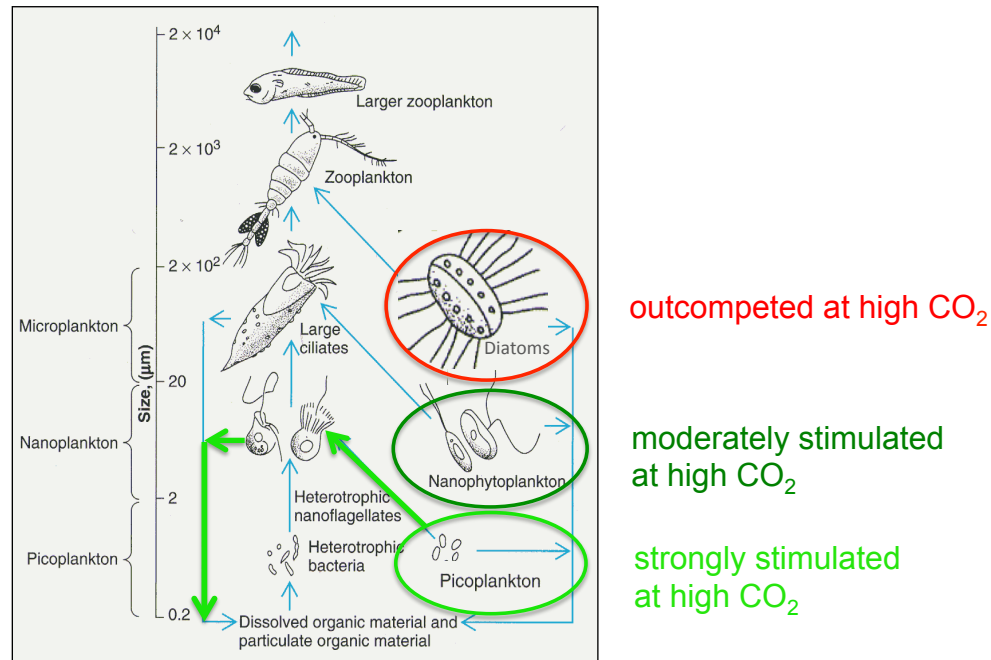 2 × 10⁴
Larger zooplankton
2 × 10³
Zooplankton
2 × 10²
Microplankton
Large
ciliates
Diatoms
outcompeted at high CO₂
Size, (μm)
20
Nanoplankton
Nanophytoplankton
moderately stimulated
at high CO₂
2
Heterotrophic
nanoflagellates
Picoplankton
Heterotrophic
bacteria
Picoplankton
strongly stimulated
at high CO₂
0.2
Dissolved organic material and
particulate organic material